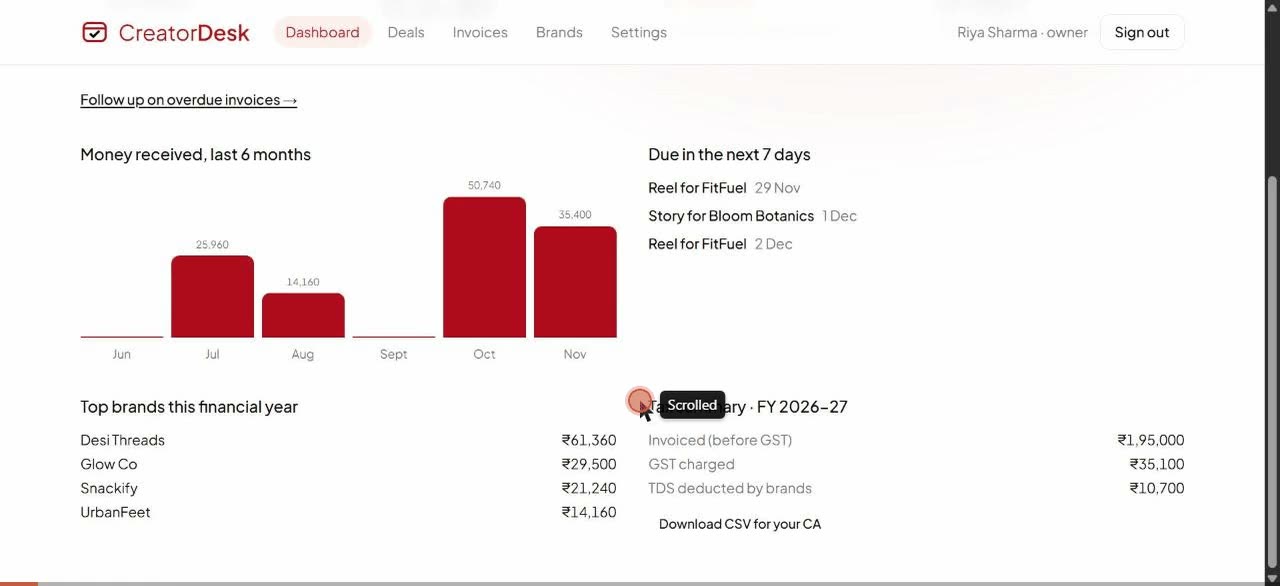 CreatorDesk Dashboard Deals Invoices Brands Settings Riya Sharma · owner Sign out
Follow up on overdue invoices →
Money received, last 6 months
50,740
35,400
25,960
14,160
Jun Jul Aug Sept Oct Nov
Due in the next 7 days
Reel for FitFuel 29 Nov
Story for Bloom Botanics 1 Dec
Reel for FitFuel 2 Dec
Top brands this financial year
Desi Threads ₹61,360
Glow Co ₹29,500
Snackify ₹21,240
UrbanFeet ₹14,160
Scrolled
· FY 2026–27
Invoiced (before GST) ₹1,95,000
GST charged ₹35,100
TDS deducted by brands ₹10,700
Download CSV for your CA